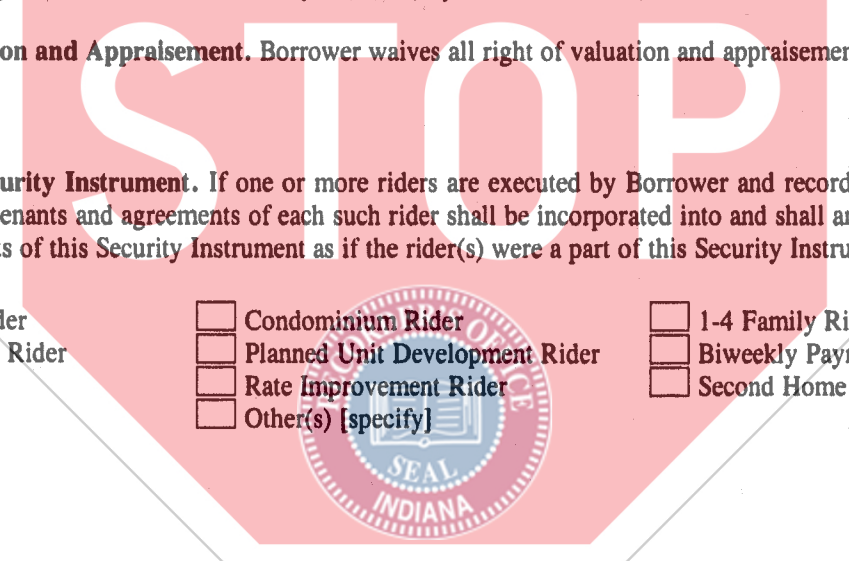 STOP
on and Appraisement. Borrower waives all right of valuation and appraisemen
urity Instrument. If one or more riders are executed by Borrower and record
enants and agreements of each such rider shall be incorporated into and shall a
s of this Security Instrument as if the rider(s) were a part of this Security Instru
der
Condominium Rider
1-4 Family Ri
Rider
Planned Unit Development Rider
Biweekly Payn
Rate Improvement Rider
Second Home
Other(s) [specify]
RECORDER'S OFFICE
SEAL
INDIANA